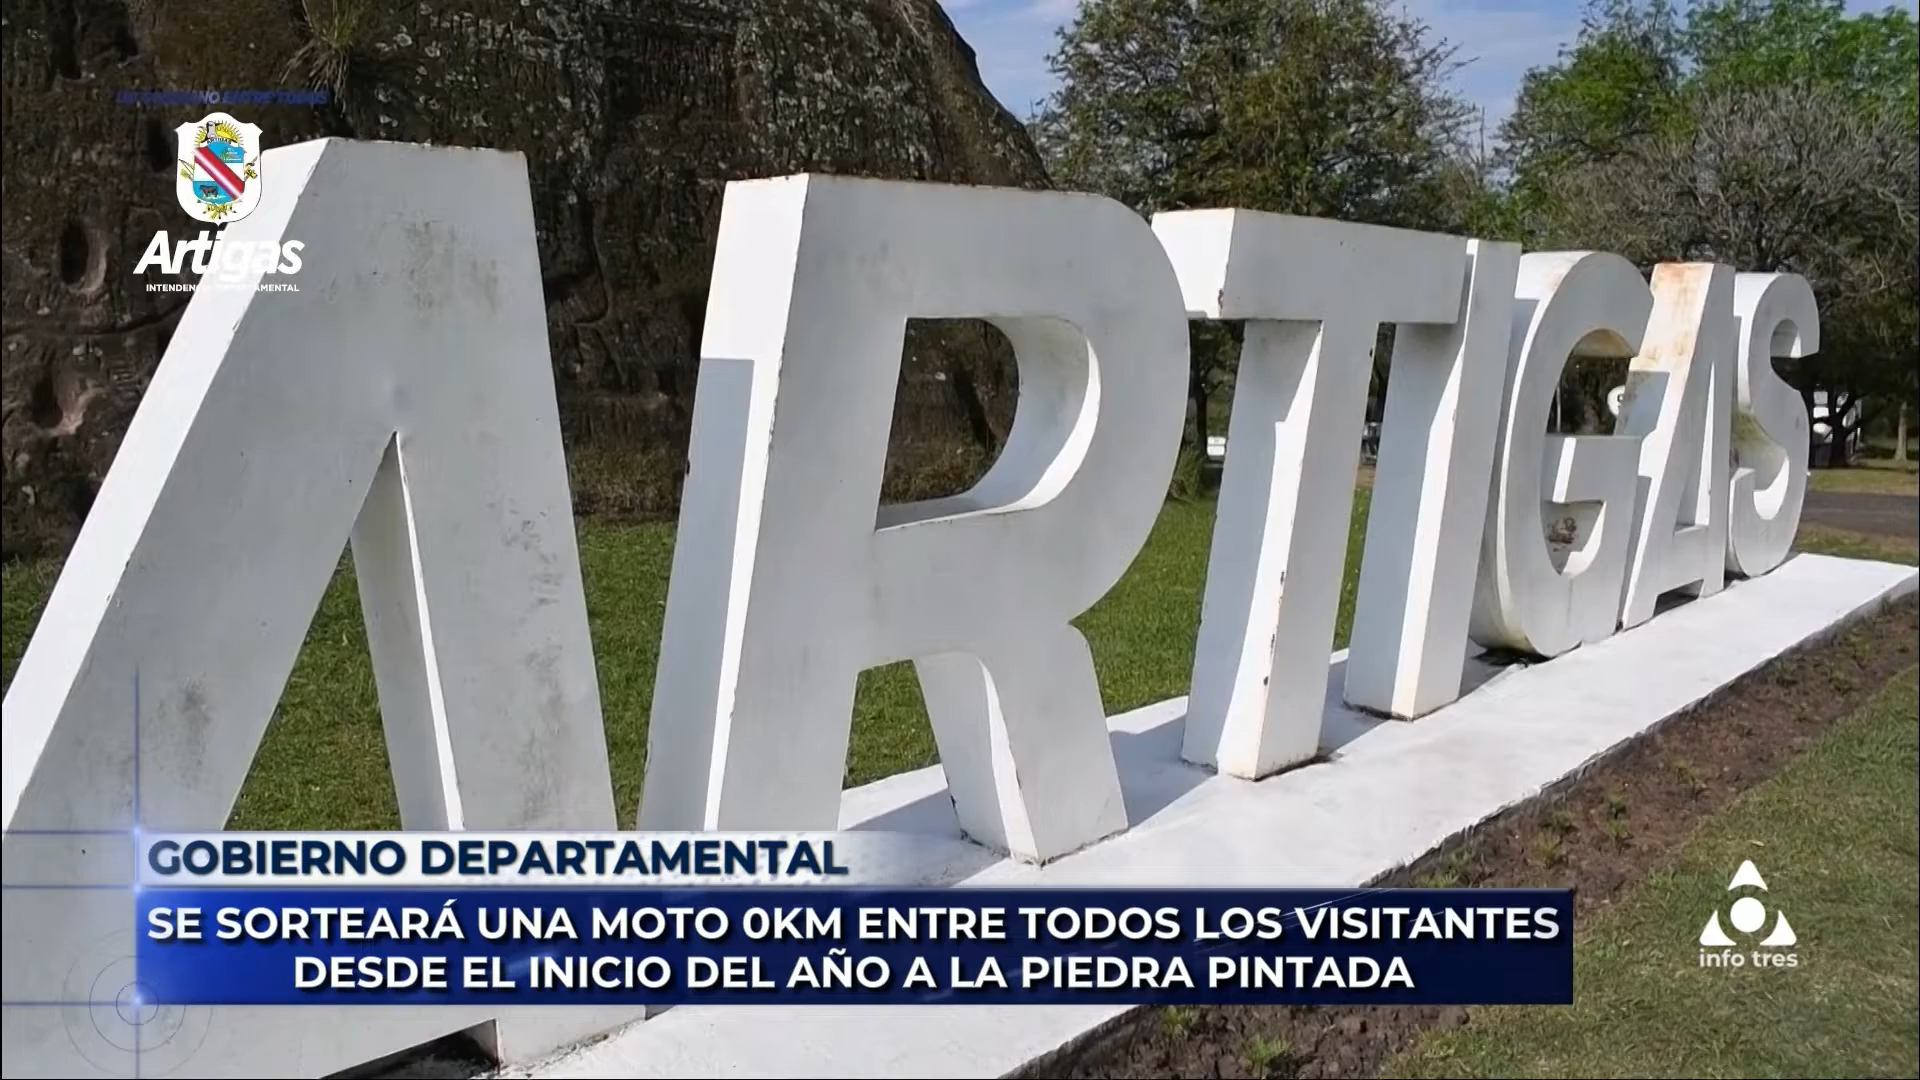 Artigas
INTENDENCIA DEPARTAMENTAL
ARTIGAS
GOBIERNO DEPARTAMENTAL
SE SORTEARÁ UNA MOTO 0KM ENTRE TODOS LOS VISITANTES
DESDE EL INICIO DEL AÑO A LA PIEDRA PINTADA
info tres